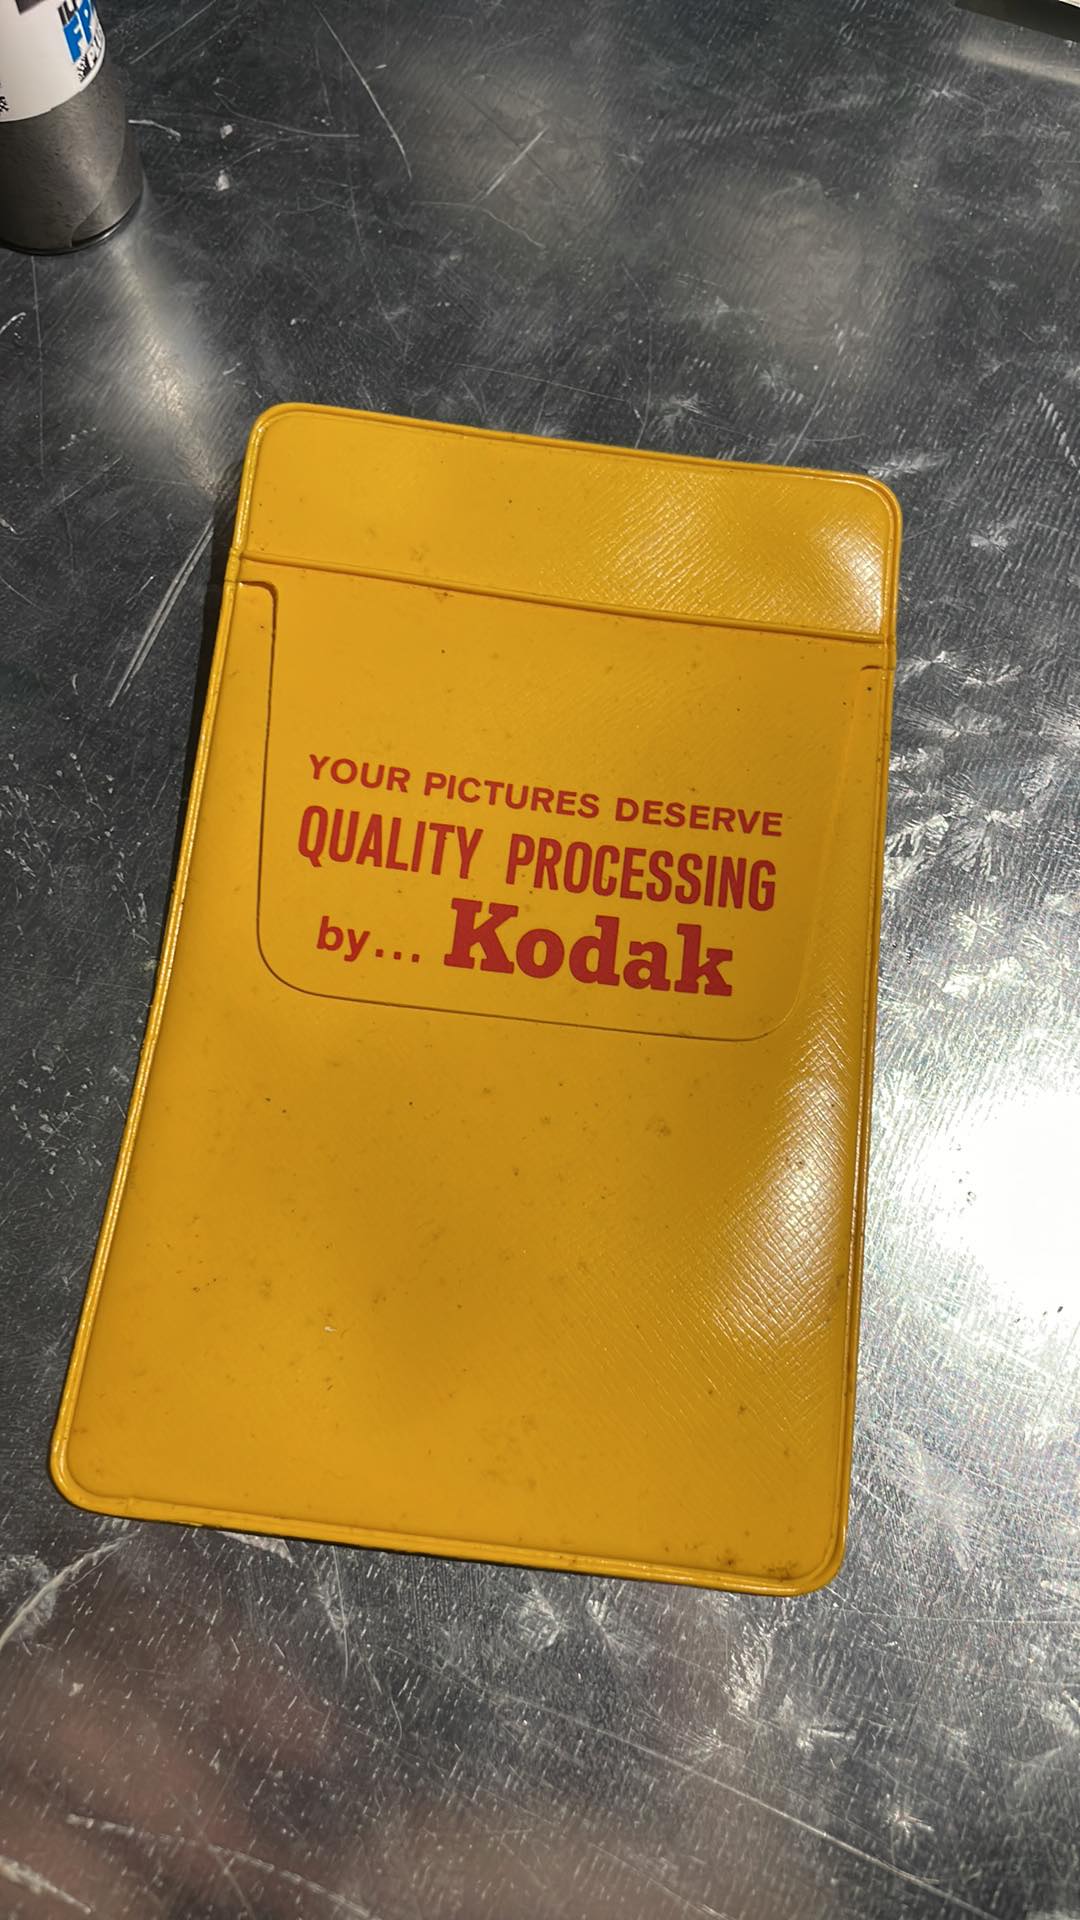 YOUR PICTURES DESERVE
QUALITY PROCESSING
by... Kodak